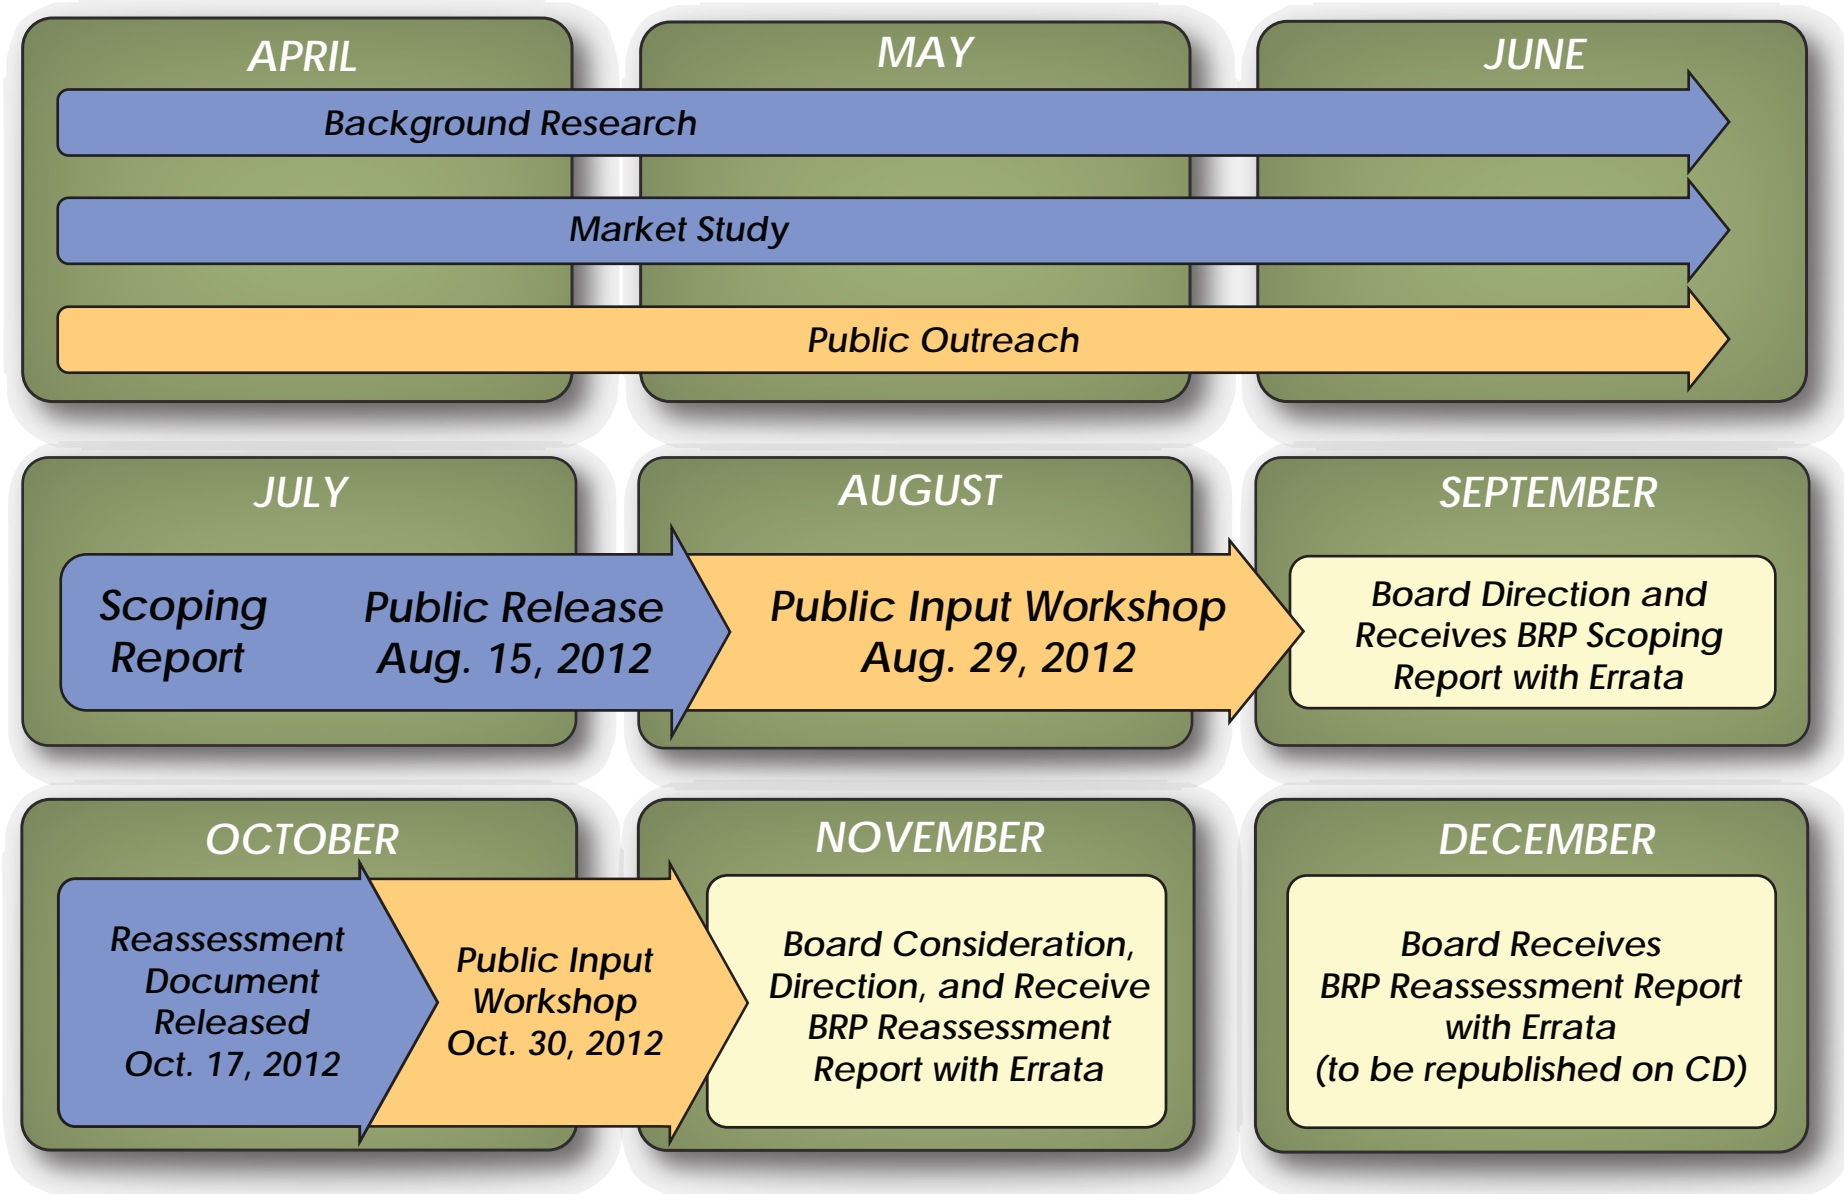 APRIL
MAY
JUNE
Background Research
Market Study
Public Outreach
JULY
AUGUST
SEPTEMBER
Scoping
Report
Public Release
Aug. 15, 2012
Public Input Workshop
Aug. 29, 2012
Board Direction and
Receives BRP Scoping
Report with Errata
OCTOBER
NOVEMBER
DECEMBER
Reassessment
Document
Released
Oct. 17, 2012
Public Input
Workshop
Oct. 30, 2012
Board Consideration,
Direction, and Receive
BRP Reassessment
Report with Errata
Board Receives
BRP Reassessment Report
with Errata
(to be republished on CD)